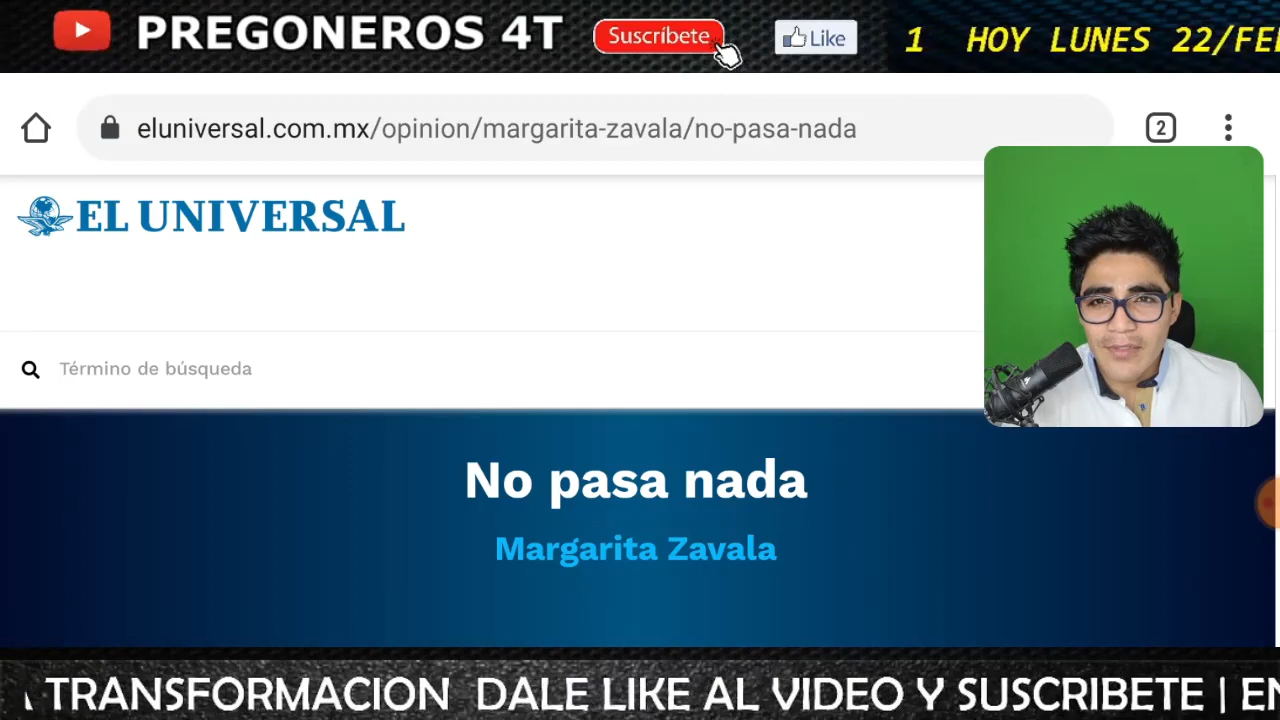 PREGONEROS 4T Suscríbete Like 1 HOY LUNES 22/FE
eluniversal.com.mx/opinion/margarita-zavala/no-pasa-nada 2
EL UNIVERSAL
Término de búsqueda
No pasa nada
Margarita Zavala
TRANSFORMACION DALE LIKE AL VIDEO Y SUSCRIBETE | EN